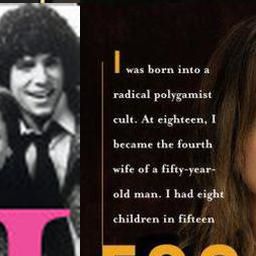 I was born into a
radical polygamist
cult. At eighteen, I
became the fourth
wife of a fifty-year-
old man. I had eight
children in fifteen